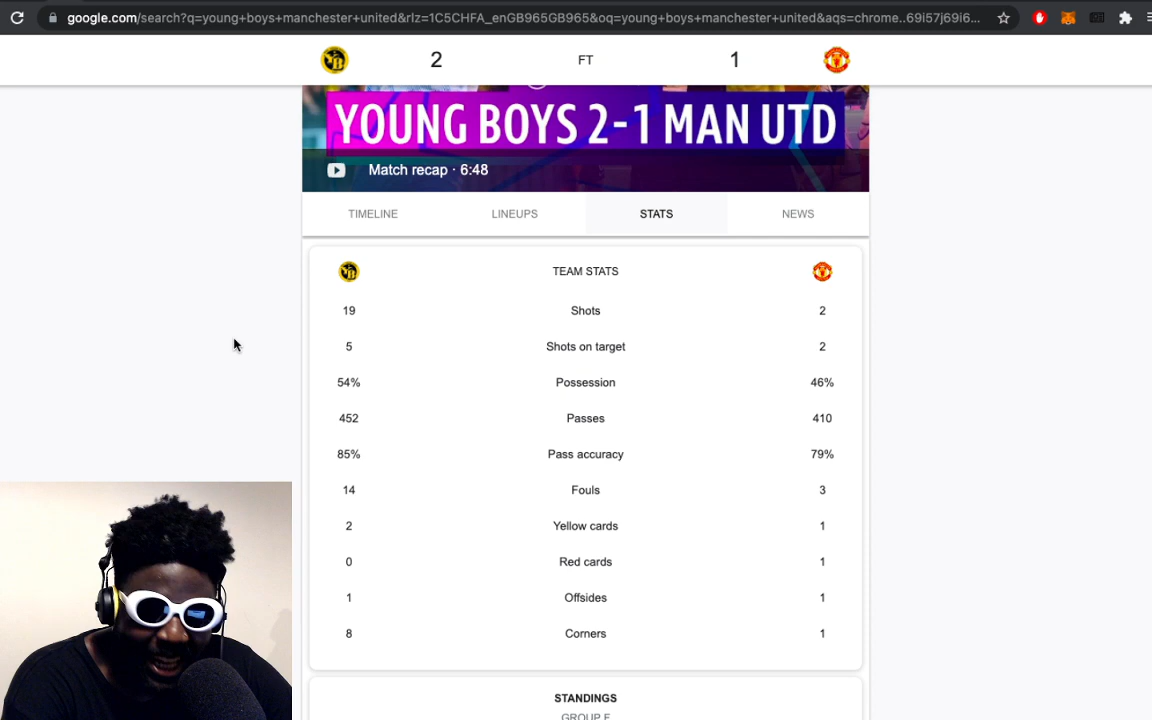 google.com/search?q=young+boys+manchester+united&rlz=1C5CHFA_enGB965GB965&oq=young+boys+manchester+united&aqs=chrome..69i57j69i6...
2 FT 1
YOUNG BOYS 2-1 MAN UTD
Match recap · 6:48
TIMELINE LINEUPS STATS NEWS
TEAM STATS
19 Shots 2
5 Shots on target 2
54% Possession 46%
452 Passes 410
85% Pass accuracy 79%
14 Fouls 3
2 Yellow cards 1
0 Red cards 1
1 Offsides 1
8 Corners 1
STANDINGS
GROUP F